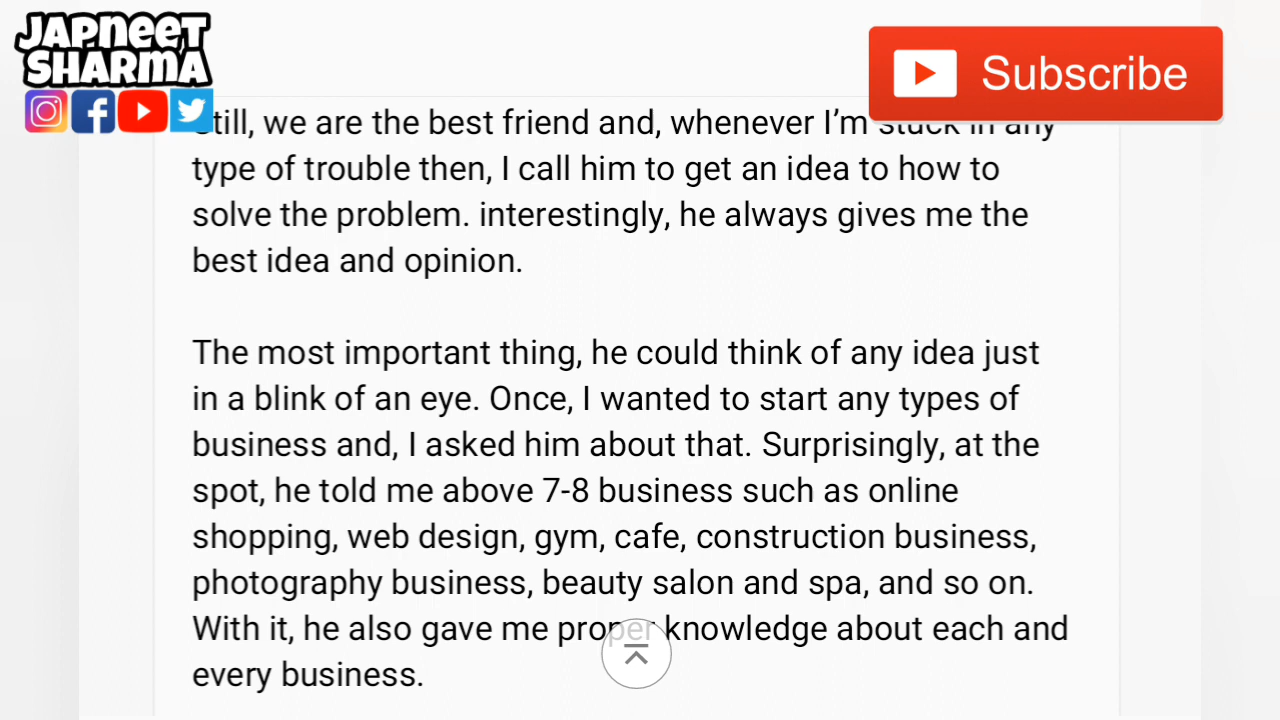 JAPNEET
SHARMA
Subscribe
Still, we are the best friend and, whenever I'm stuck in any
type of trouble then, I call him to get an idea to how to
solve the problem. interestingly, he always gives me the
best idea and opinion.
The most important thing, he could think of any idea just
in a blink of an eye. Once, I wanted to start any types of
business and, I asked him about that. Surprisingly, at the
spot, he told me above 7-8 business such as online
shopping, web design, gym, cafe, construction business,
photography business, beauty salon and spa, and so on.
With it, he also gave me proper knowledge about each and
every business.